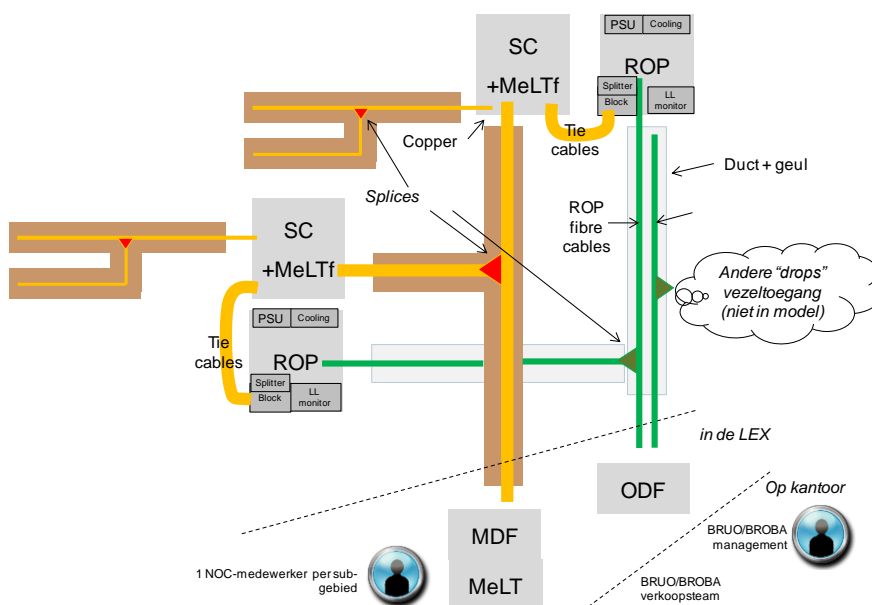 PSU
Cooling
SC
+MeLTf
ROP
Splitter
Block
LL
monitor
Copper
Tie
cables
Duct + geul
Splices
ROP
fibre
cables
SC
+MeLTf
Andere “drops”
vezeltoegang
(niet in model)
PSU
Cooling
Tie
cables
ROP
Splitter
Block
LL
monitor
in de LEX
ODF
Op kantoor
BRUO/BROBA
management
MDF
1 NOC-medewerker per sub-
gebied
MeLT
BRUO/BROBA
verkoopsteam